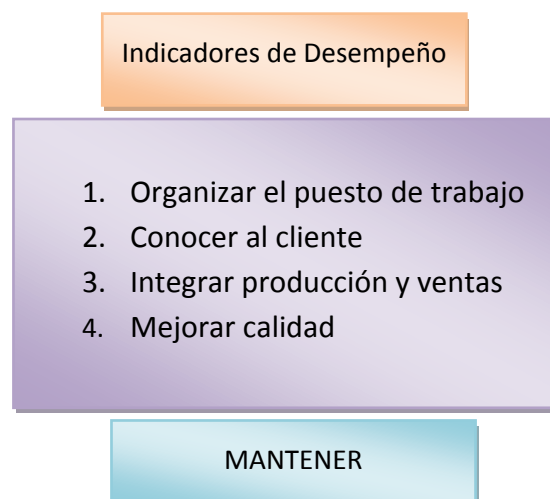 Indicadores de Desempeño
1. Organizar el puesto de trabajo
2. Conocer al cliente
3. Integrar producción y ventas
4. Mejorar calidad
MANTENER